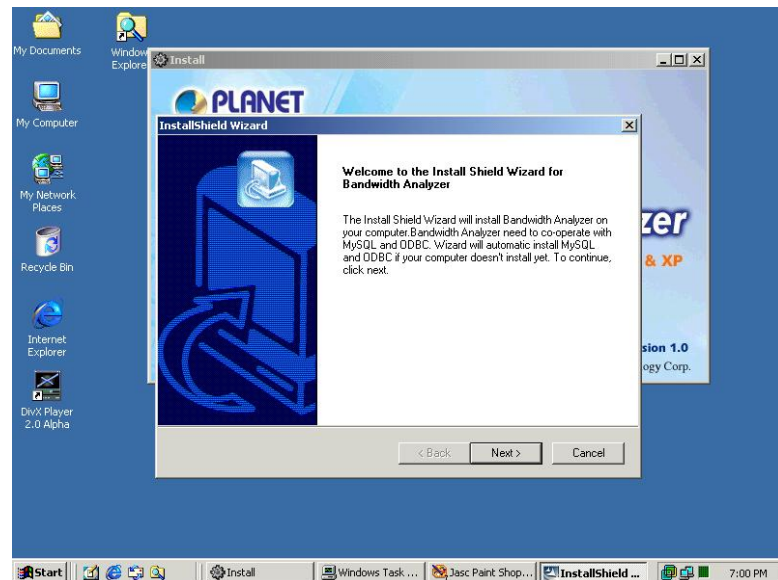 My Documents
Window
Explore
My Computer
My Network
Places
Recycle Bin
Internet
Explorer
DivX Player
2.0 Alpha
Install
PLANET
InstallShield Wizard
Welcome to the Install Shield Wizard for
Bandwidth Analyzer
The Install Shield Wizard will install Bandwidth Analyzer on
your computer.Bandwidth Analyzer need to co-operate with
MySQL and ODBC. Wizard will automatic install MySQL
and ODBC if your computer doesn't install yet. To continue,
click next.
zer
& XP
sion 1.0
ogy Corp.
< Back
Next >
Cancel
Start
Install
Windows Task ...
Jasc Paint Shop...
InstallShield ...
7:00 PM